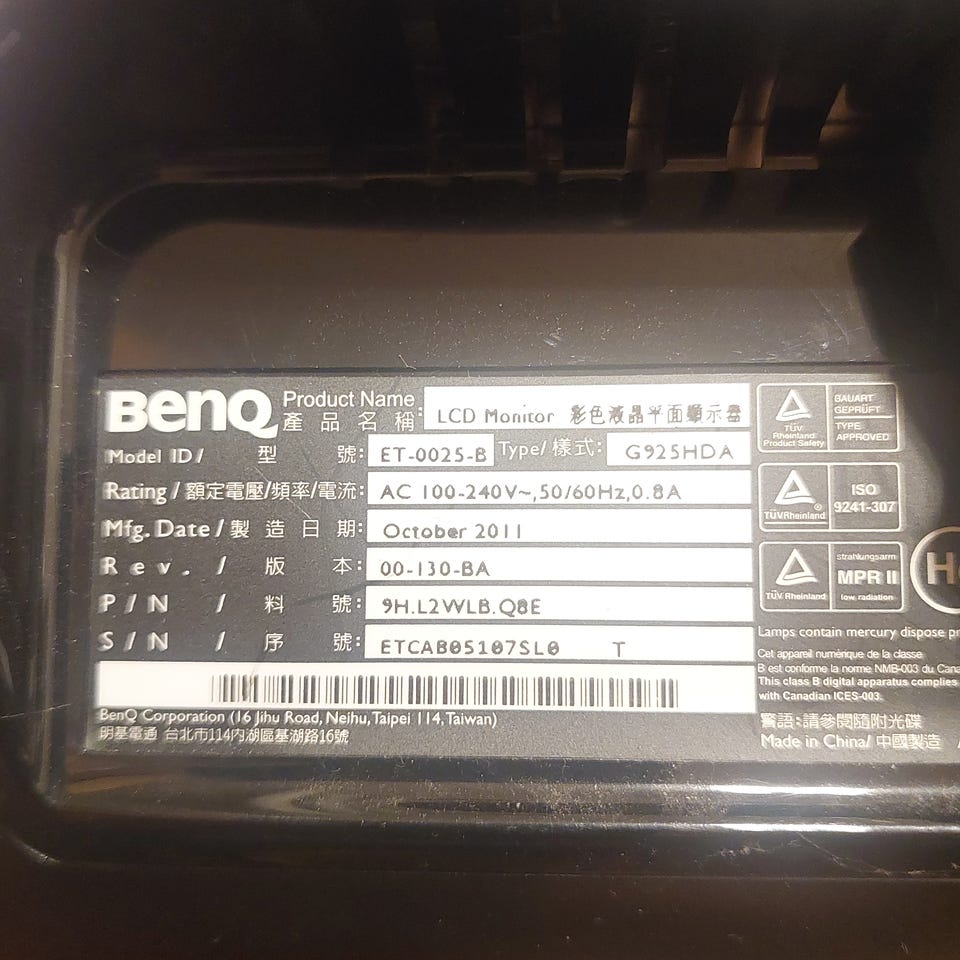 BenQ Product Name
產品名稱: LCD Monitor 彩色液晶平面顯示器
Model ID/ 型號: ET-0025-B Type/樣式: G925HDA
Rating/額定電壓/頻率/電流: AC 100-240V~,50/60Hz,0.8A
Mfg.Date/製造日期: October 2011
Rev. / 版本: 00-130-BA
P/N / 料號: 9H.L2WLB.Q8E
S/N / 序號: ETCAB05107SL0 T
BenQ Corporation (16 Jihu Road, Neihu, Taipei 114, Taiwan)
明基電通 台北市114內湖區基湖路16號
TÜV Rheinland
Product Safety
BAUART
GEPRÜFT
TYPE
APPROVED
TÜVRheinland®
ISO
9241-307
TÜV Rheinland
strahlungsarm
MPR II
low radiation
Lamps contain mercury dispose
Cet appareil numérique de la classe
B est conforme la norme NMB-003 du
This class B digital apparatus complies
with Canadian ICES-003.
警語:請參閱隨附光碟
Made in China/ 中國製造